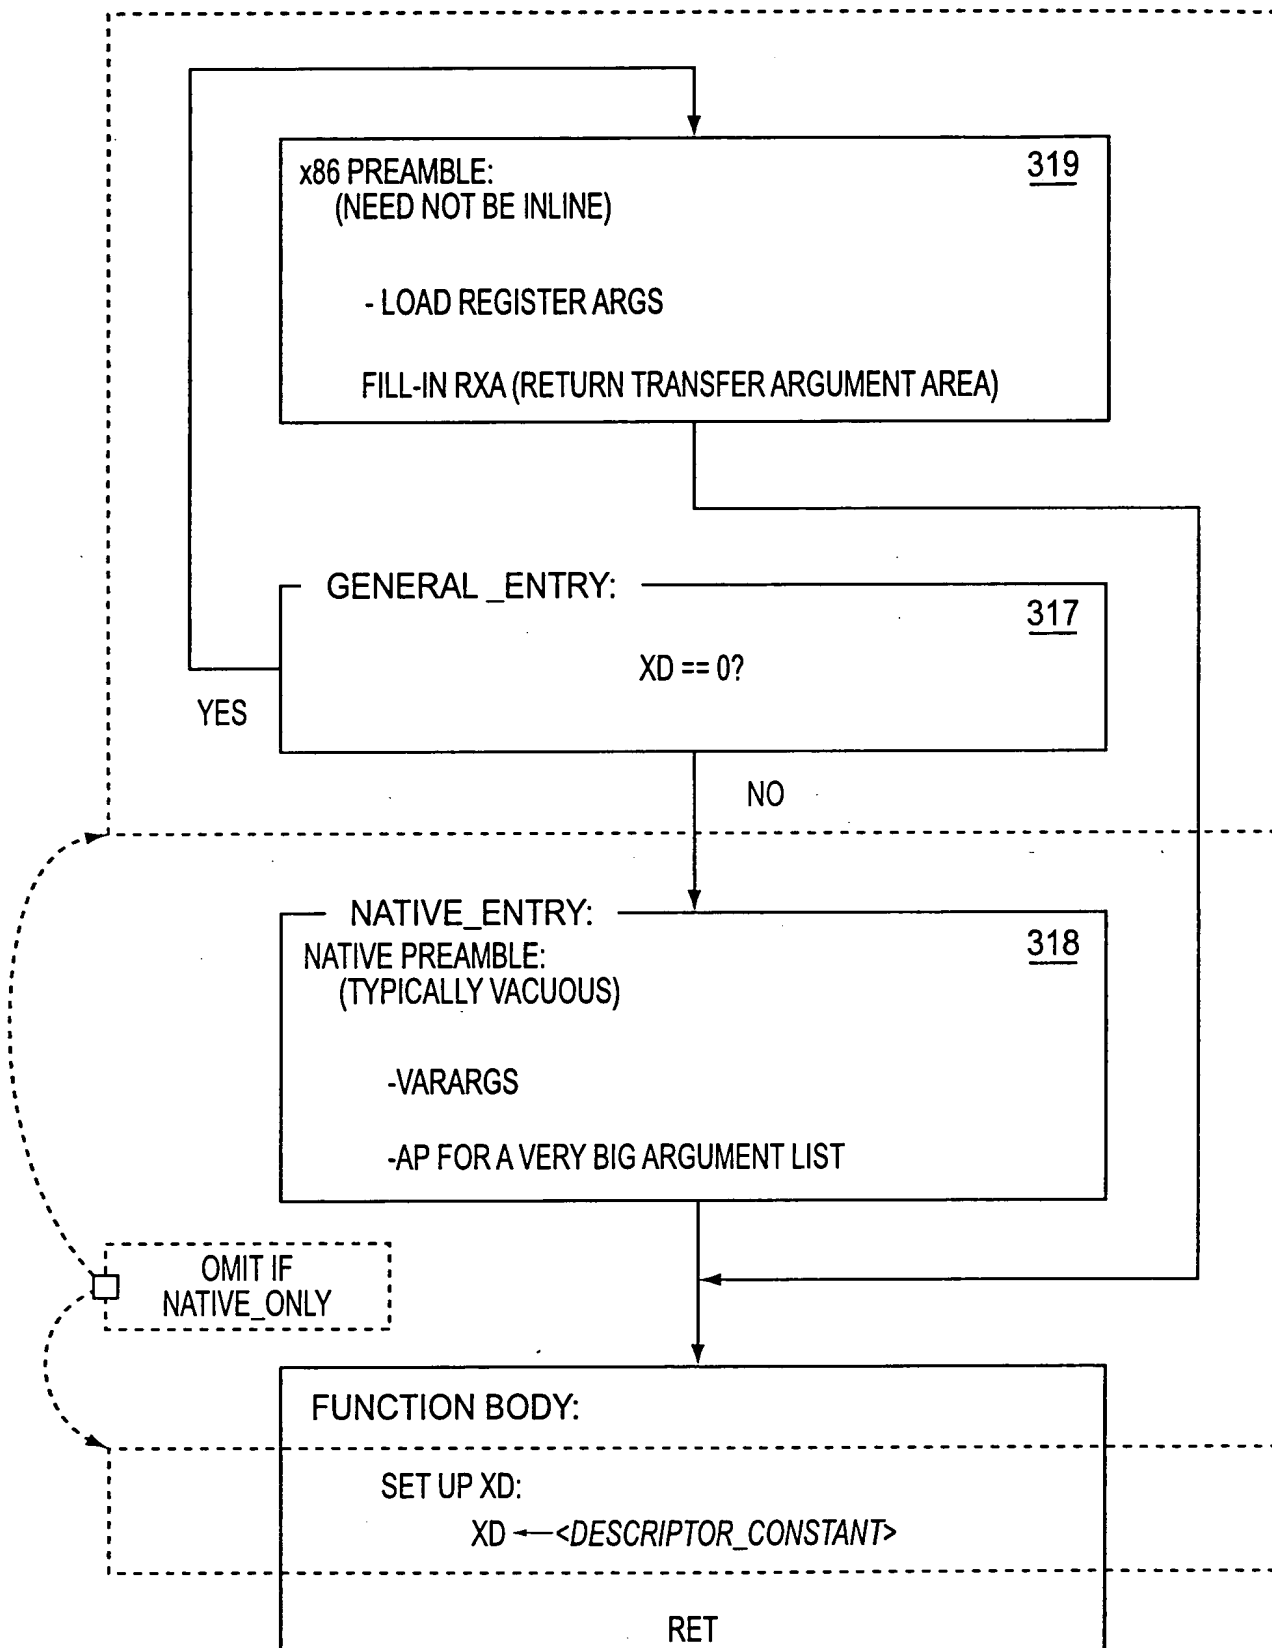 x86 PREAMBLE:
319
(NEED NOT BE INLINE)
- LOAD REGISTER ARGS
FILL-IN RXA (RETURN TRANSFER ARGUMENT AREA)
GENERAL _ENTRY:
317
XD == 0?
YES
NO
NATIVE_ENTRY:
318
NATIVE PREAMBLE:
(TYPICALLY VACUOUS)
-VARARGS
-AP FOR A VERY BIG ARGUMENT LIST
OMIT IF
NATIVE_ONLY
FUNCTION BODY:
SET UP XD:
XD ←<DESCRIPTOR_CONSTANT>
RET